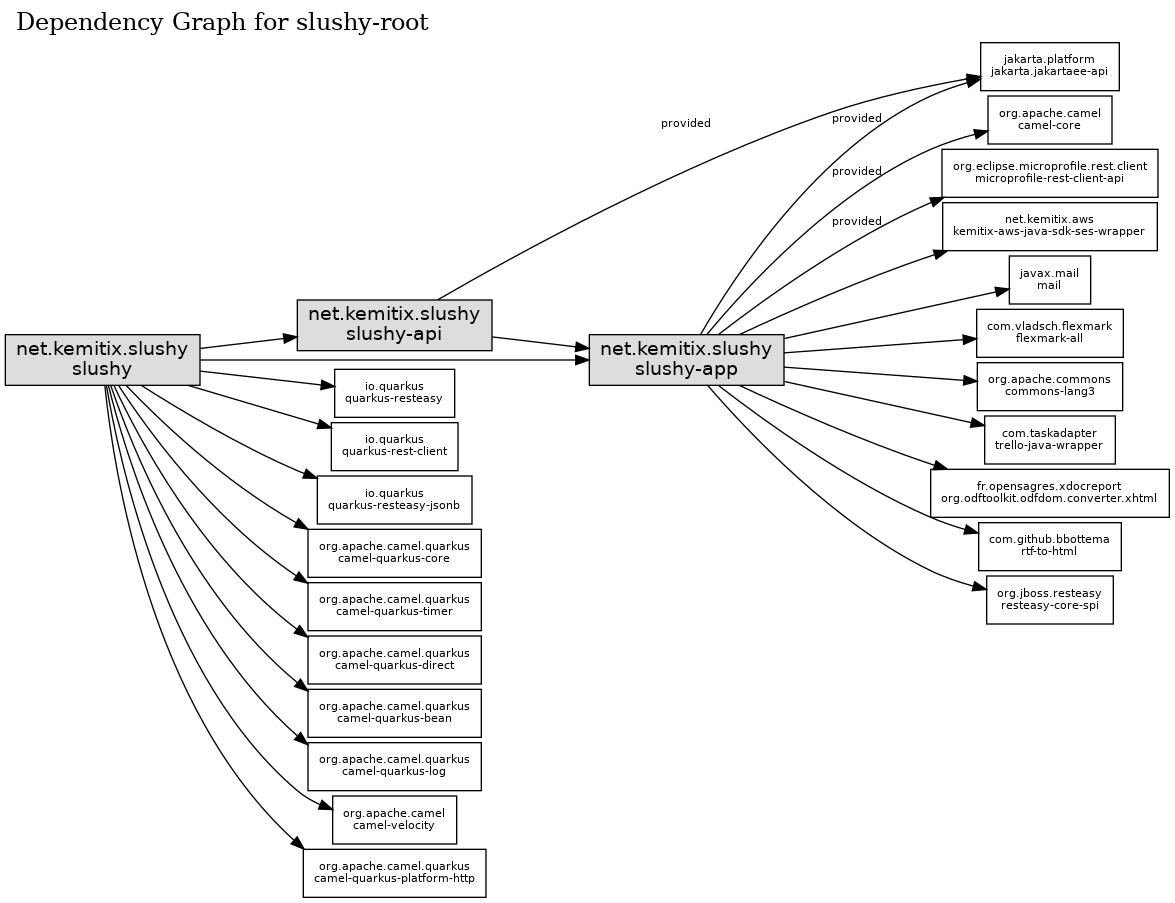 Dependency Graph for slushy-root
jakarta.platform
jakarta.jakartaee-api
provided
provided
org.apache.camel
camel-core
provided
org.eclipse.microprofile.rest.client
microprofile-rest-client-api
provided
net.kemitix.aws
kemitix-aws-java-sdk-ses-wrapper
javax.mail
mail
net.kemitix.slushy
slushy-api
net.kemitix.slushy
slushy
net.kemitix.slushy
slushy-app
com.vladsch.flexmark
flexmark-all
io.quarkus
quarkus-resteasy
org.apache.commons
commons-lang3
io.quarkus
quarkus-rest-client
com.taskadapter
trello-java-wrapper
io.quarkus
quarkus-resteasy-jsonb
fr.opensagres.xdocreport
org.odftoolkit.odfdom.converter.xhtml
org.apache.camel.quarkus
camel-quarkus-core
com.github.bbottema
rtf-to-html
org.apache.camel.quarkus
camel-quarkus-timer
org.jboss.resteasy
resteasy-core-spi
org.apache.camel.quarkus
camel-quarkus-direct
org.apache.camel.quarkus
camel-quarkus-bean
org.apache.camel.quarkus
camel-quarkus-log
org.apache.camel
camel-velocity
org.apache.camel.quarkus
camel-quarkus-platform-http